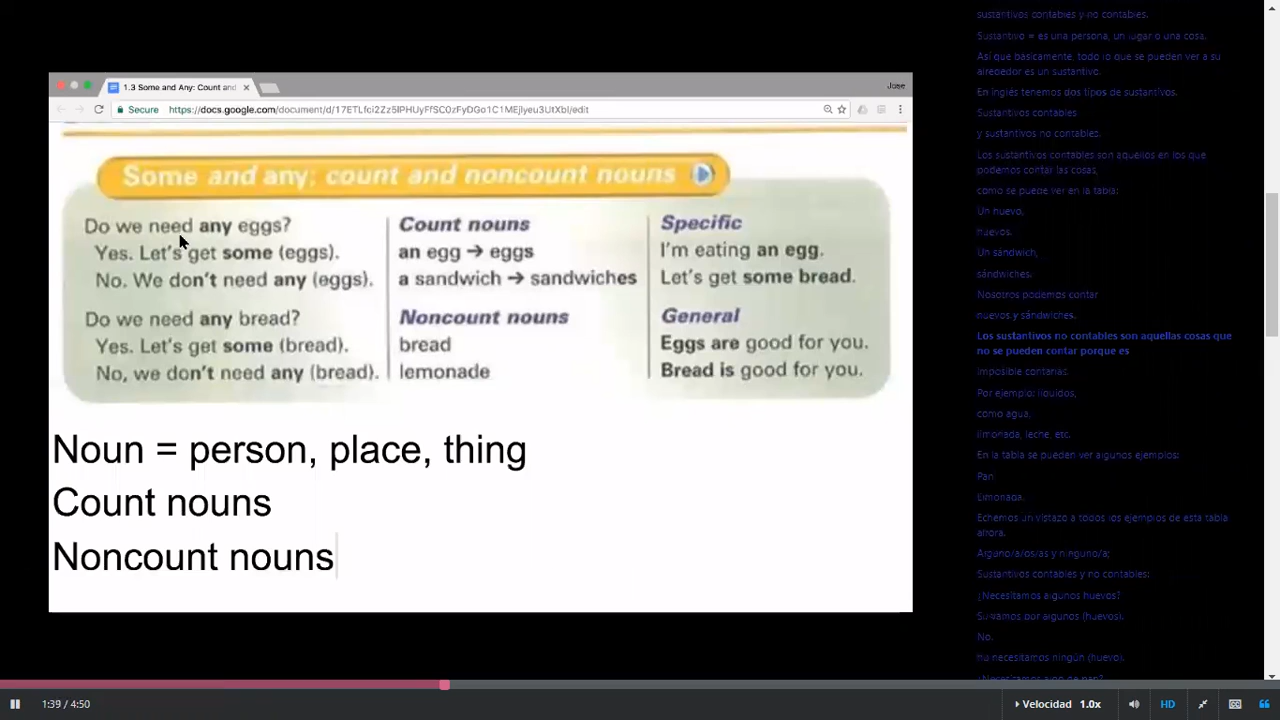 1.3 Some and Any: Count and
Jose
Secure
https://docs.google.com/document/d/17ETLfci2Zz5lPHUyFfSC0zFyDGo1C1MEjlyeu3UtXbI/edit
Some and any; count and noncount nouns
Do we need any eggs?
Yes. Let's get some (eggs).
No. We don't need any (eggs).
Do we need any bread?
Yes. Let's get some (bread).
No, we don't need any (bread).
Count nouns
an egg → eggs
a sandwich → sandwiches
Noncount nouns
bread
lemonade
Specific
I'm eating an egg.
Let's get some bread.
General
Eggs are good for you.
Bread is good for you.
Noun = person, place, thing
Count nouns
Noncount nouns
sustantivos contables y no contables.
Sustantivo = es una persona, un lugar o una cosa.
Así que básicamente, todo lo que se pueden ver a su
alrededor es un sustantivo.
En inglés tenemos dos tipos de sustantivos.
Sustantivos contables
y sustantivos no contables.
Los sustantivos contables son aquellos en los que
podemos contar las cosas,
como se puede ver en la tabla:
Un huevo,
huevos.
Un sándwich,
sándwiches.
Nosotros podemos contar
huevos y sándwiches.
Los sustantivos no contables son aquellas cosas que
no se pueden contar porque es
Imposible contarlas.
Por ejemplo: líquidos,
como agua,
limonada, leche, etc.
En la tabla se pueden ver algunos ejemplos:
Pan
Limonada.
Echemos un vistazo a todos los ejemplos de esta tabla
ahora.
Alguno/a/os/as y ninguno/a;
Sustantivos contables y no contables:
¿Necesitamos algunos huevos?
Sí, vamos por algunos (huevos).
No.
no necesitamos ningún (huevo).
¿Necesitamos algo de pan?
1:39 / 4:50
Velocidad 1.0x
HD